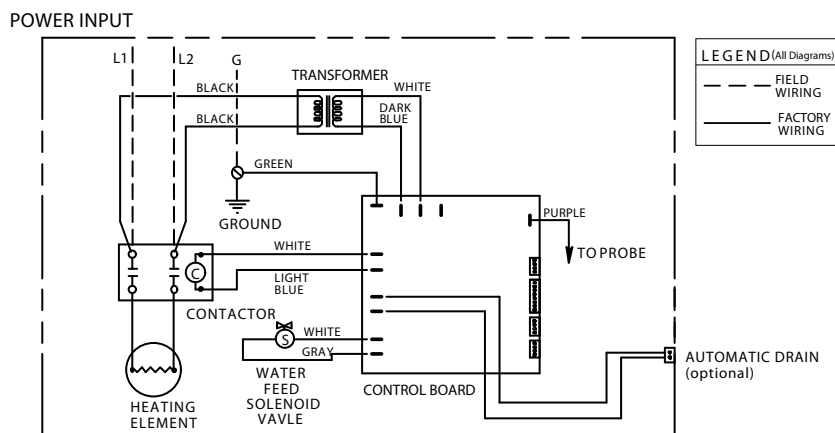 POWER INPUT
L1
L2
G
TRANSFORMER
BLACK
WHITE
DARK
BLUE
BLACK
LEGEND(All Diagrams)
FIELD
WIRING
FACTORY
WIRING
GREEN
GROUND
PURPLE
TO PROBE
WHITE
LIGHT
BLUE
C
CONTACTOR
S
WHITE
GRAY
WATER
FEED
SOLENOID
VAVLE
CONTROL BOARD
AUTOMATIC DRAIN
(optional)
HEATING
ELEMENT